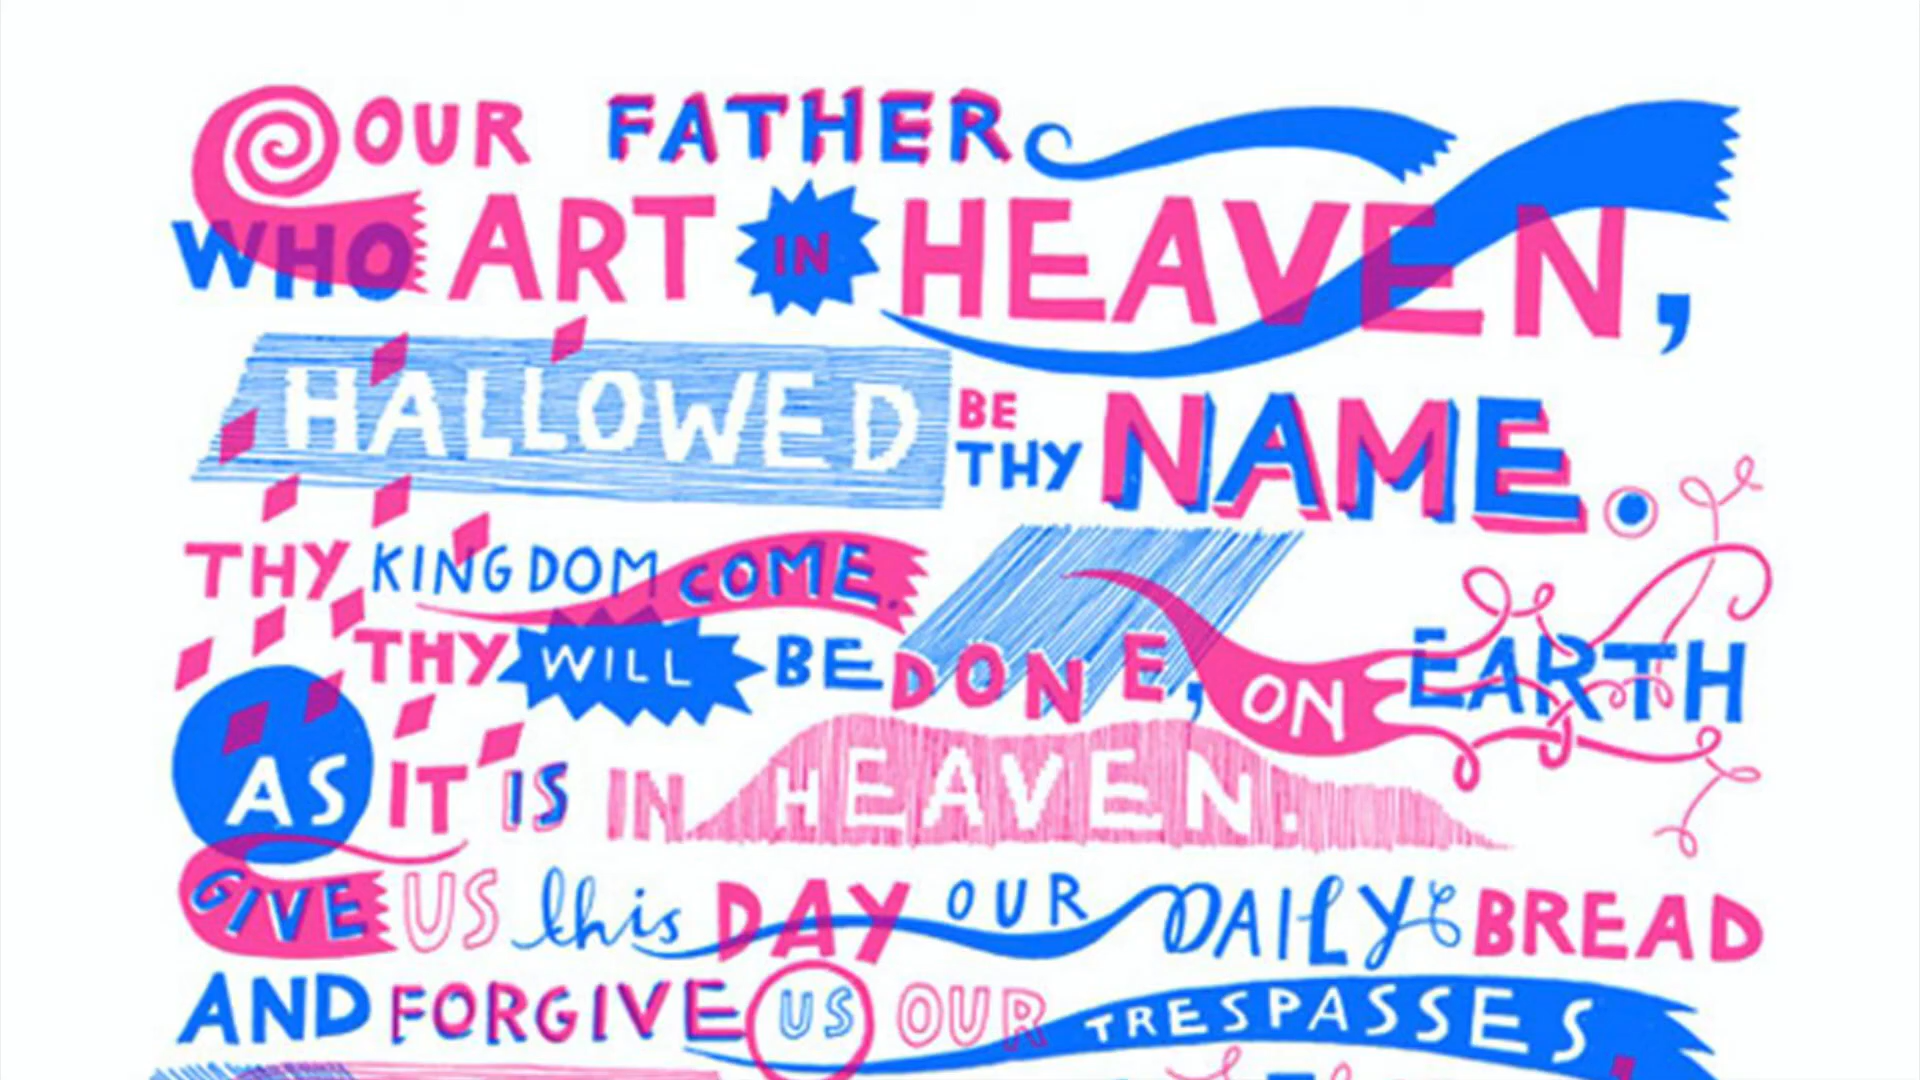 OUR FATHER
WHO ART IN HEAVEN,
HALLOWED BE THY NAME.
THY KINGDOM COME.
THY WILL BE DONE, ON EARTH
AS IT IS IN HEAVEN.
GIVE US this DAY OUR DAILY BREAD
AND FORGIVE US OUR TRESPASSES,